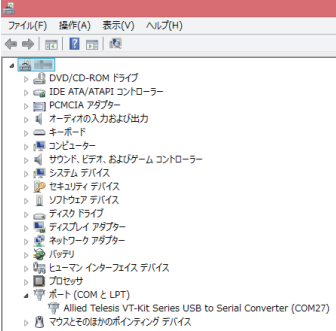 ファイル(F) 操作(A) 表示(V) ヘルプ(H)
DVD/CD-ROM ドライブ
IDE ATA/ATAPI コントローラー
PCMCIA アダプター
オーディオの入力および出力
キーボード
コンピューター
サウンド、ビデオ、およびゲーム コントローラー
システム デバイス
セキュリティ デバイス
ソフトウェア デバイス
ディスク ドライブ
ディスプレイ アダプター
ネットワーク アダプター
バッテリ
ヒューマン インターフェイス デバイス
プロセッサ
ポート (COM と LPT)
Allied Telesis VT-Kit Series USB to Serial Converter (COM27)
マウスとそのほかのポインティング デバイス